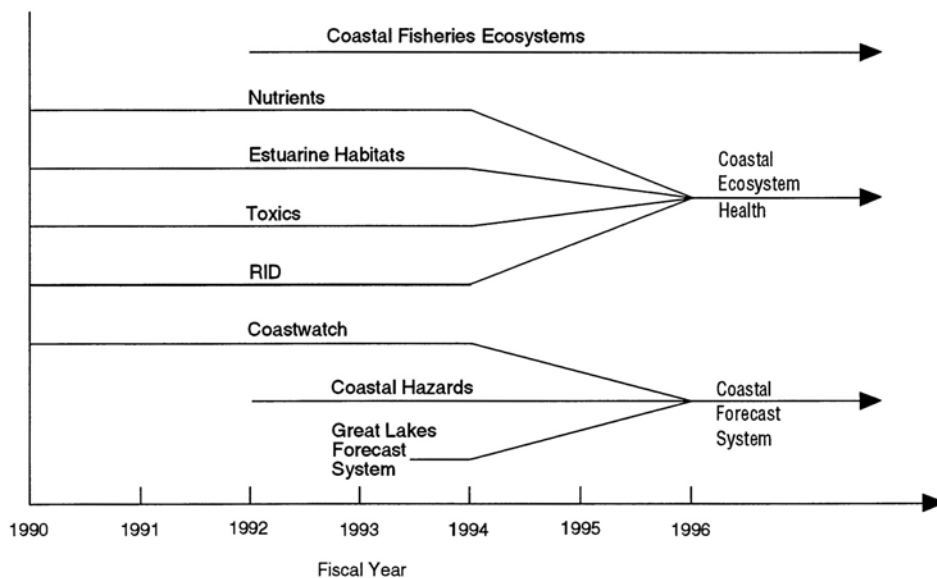 Coastal Fisheries Ecosystems
Nutrients
Estuarine Habitats
Coastal
Ecosystem
Health
Toxics
RID
Coastwatch
Coastal Hazards
Coastal
Forecast
System
Great Lakes
Forecast
System
1990 1991 1992 1993 1994 1995 1996
Fiscal Year